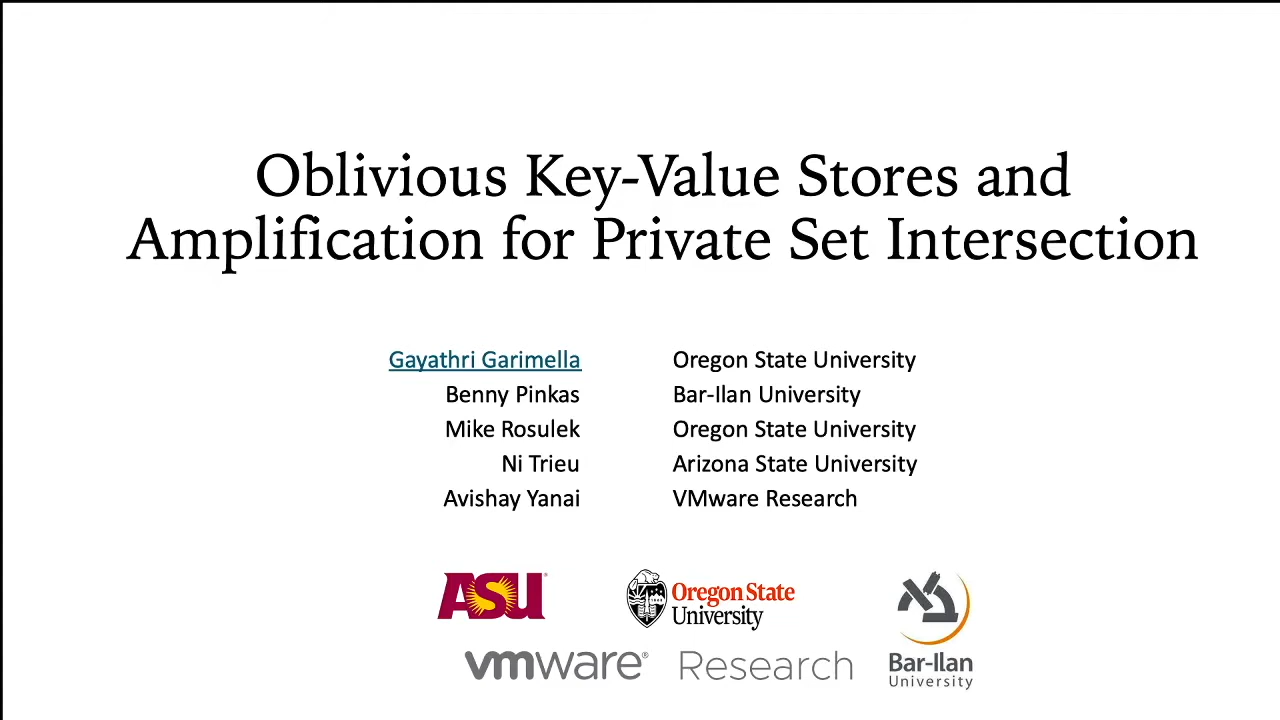 Oblivious Key-Value Stores and
Amplification for Private Set Intersection
Gayathri Garimella Oregon State University
Benny Pinkas Bar-Ilan University
Mike Rosulek Oregon State University
Ni Trieu Arizona State University
Avishay Yanai VMware Research
ASU
Oregon State
University
vmware® Research
Bar-Ilan
University